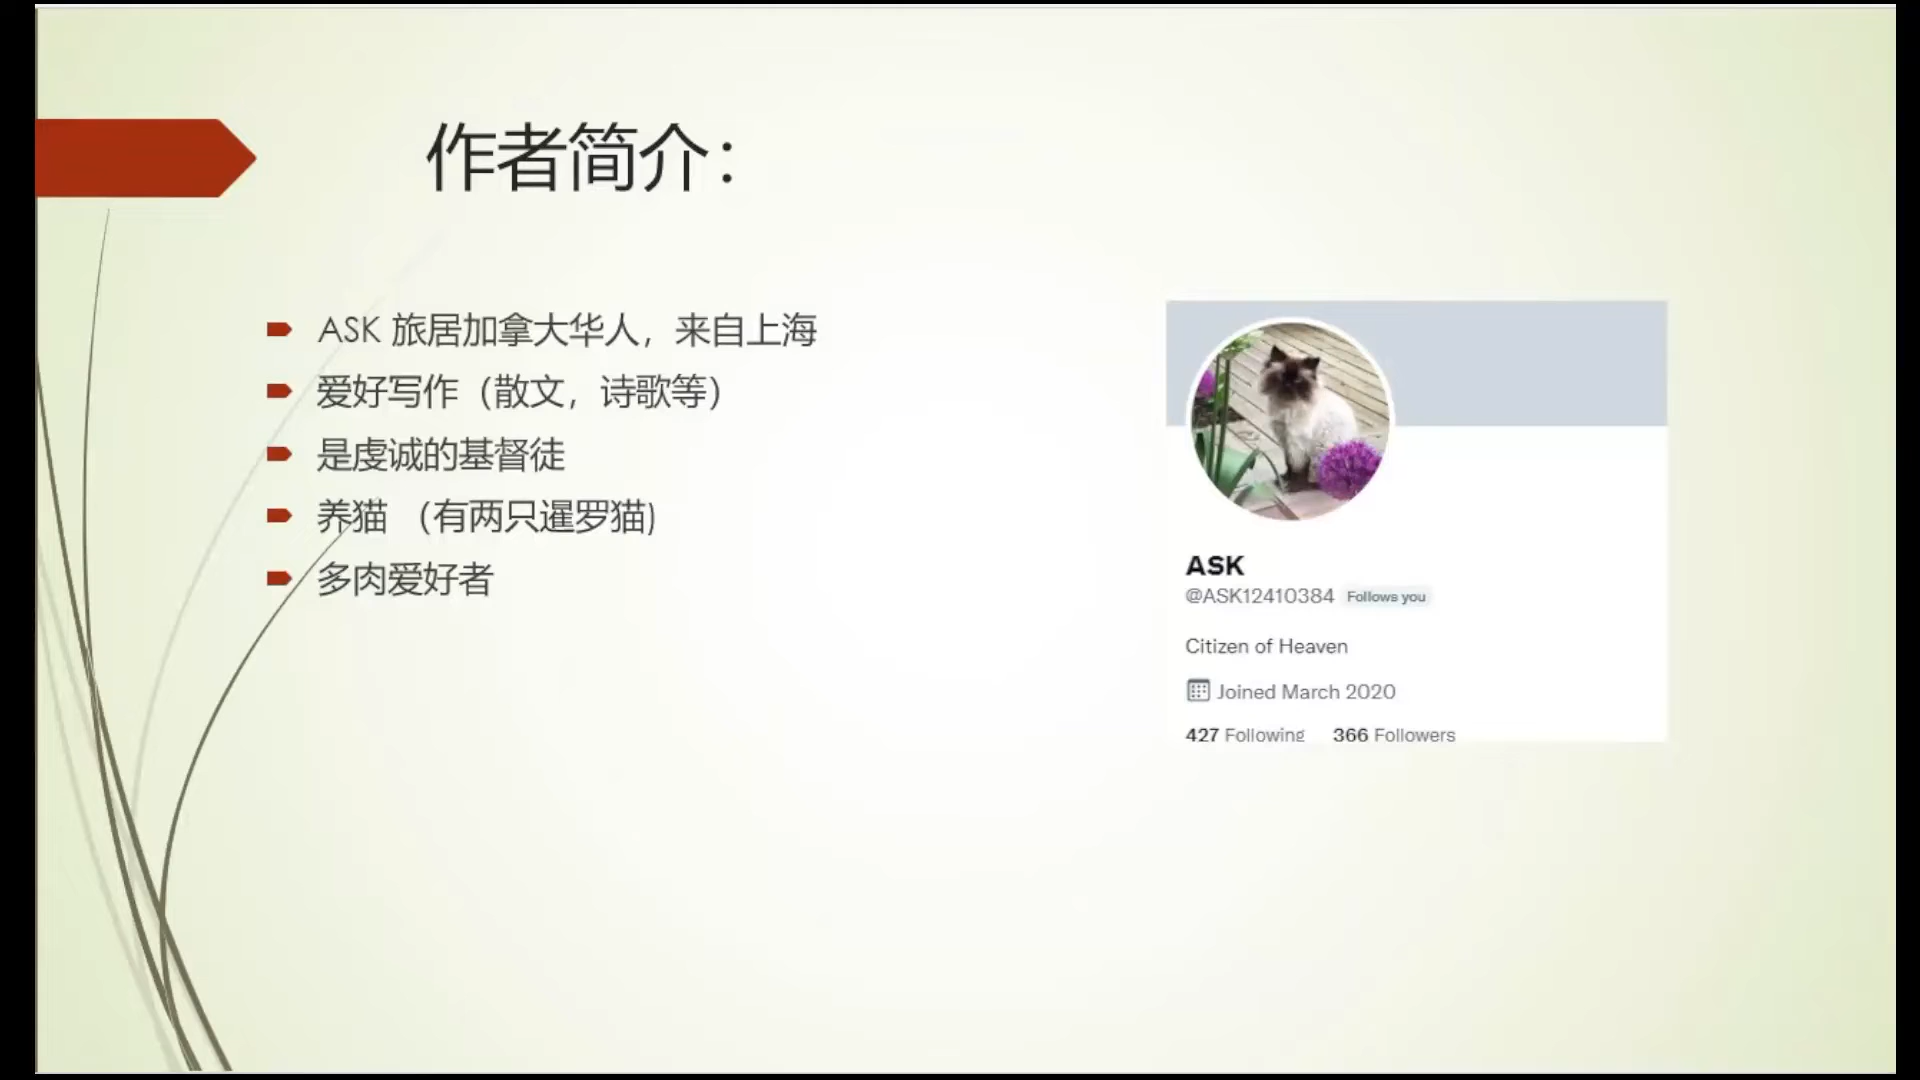 作者简介：
ASK 旅居加拿大华人，来自上海
爱好写作（散文，诗歌等）
是虔诚的基督徒
养猫 （有两只暹罗猫)
多肉爱好者
ASK
@ASK12410384 Follows you
Citizen of Heaven
Joined March 2020
427 Following 366 Followers